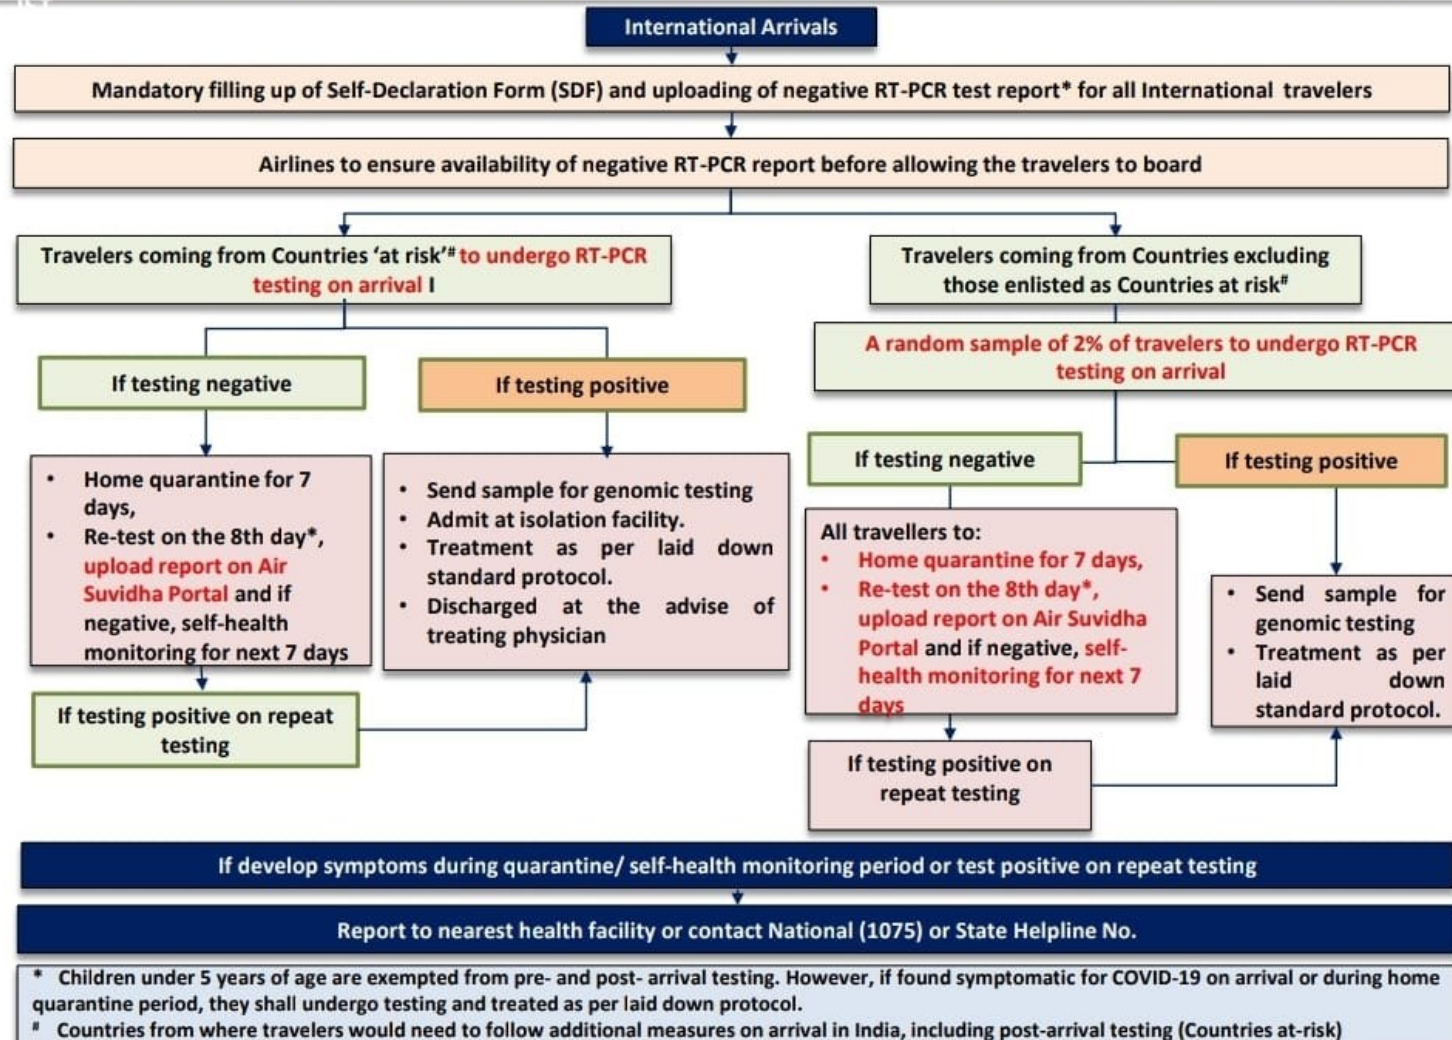 International Arrivals
Mandatory filling up of Self-Declaration Form (SDF) and uploading of negative RT-PCR test report* for all International travelers
Airlines to ensure availability of negative RT-PCR report before allowing the travelers to board
Travelers coming from Countries ‘at risk’# to undergo RT-PCR
testing on arrival I
If testing negative
If testing positive
• Home quarantine for 7
days,
• Re-test on the 8th day*,
upload report on Air
Suvidha Portal and if
negative, self-health
monitoring for next 7 days
• Send sample for genomic testing
• Admit at isolation facility.
• Treatment as per laid down
standard protocol.
• Discharged at the advise of
treating physician
If testing positive on repeat
testing
Travelers coming from Countries excluding
those enlisted as Countries at risk#
A random sample of 2% of travelers to undergo RT-PCR
testing on arrival
If testing negative
If testing positive
All travellers to:
• Home quarantine for 7 days,
• Re-test on the 8th day*,
upload report on Air Suvidha
Portal and if negative, self-
health monitoring for next 7
days
• Send sample for
genomic testing
• Treatment as per
laid down
standard protocol.
If testing positive on
repeat testing
If develop symptoms during quarantine/ self-health monitoring period or test positive on repeat testing
Report to nearest health facility or contact National (1075) or State Helpline No.
* Children under 5 years of age are exempted from pre- and post- arrival testing. However, if found symptomatic for COVID-19 on arrival or during home
quarantine period, they shall undergo testing and treated as per laid down protocol.
# Countries from where travelers would need to follow additional measures on arrival in India, including post-arrival testing (Countries at-risk)